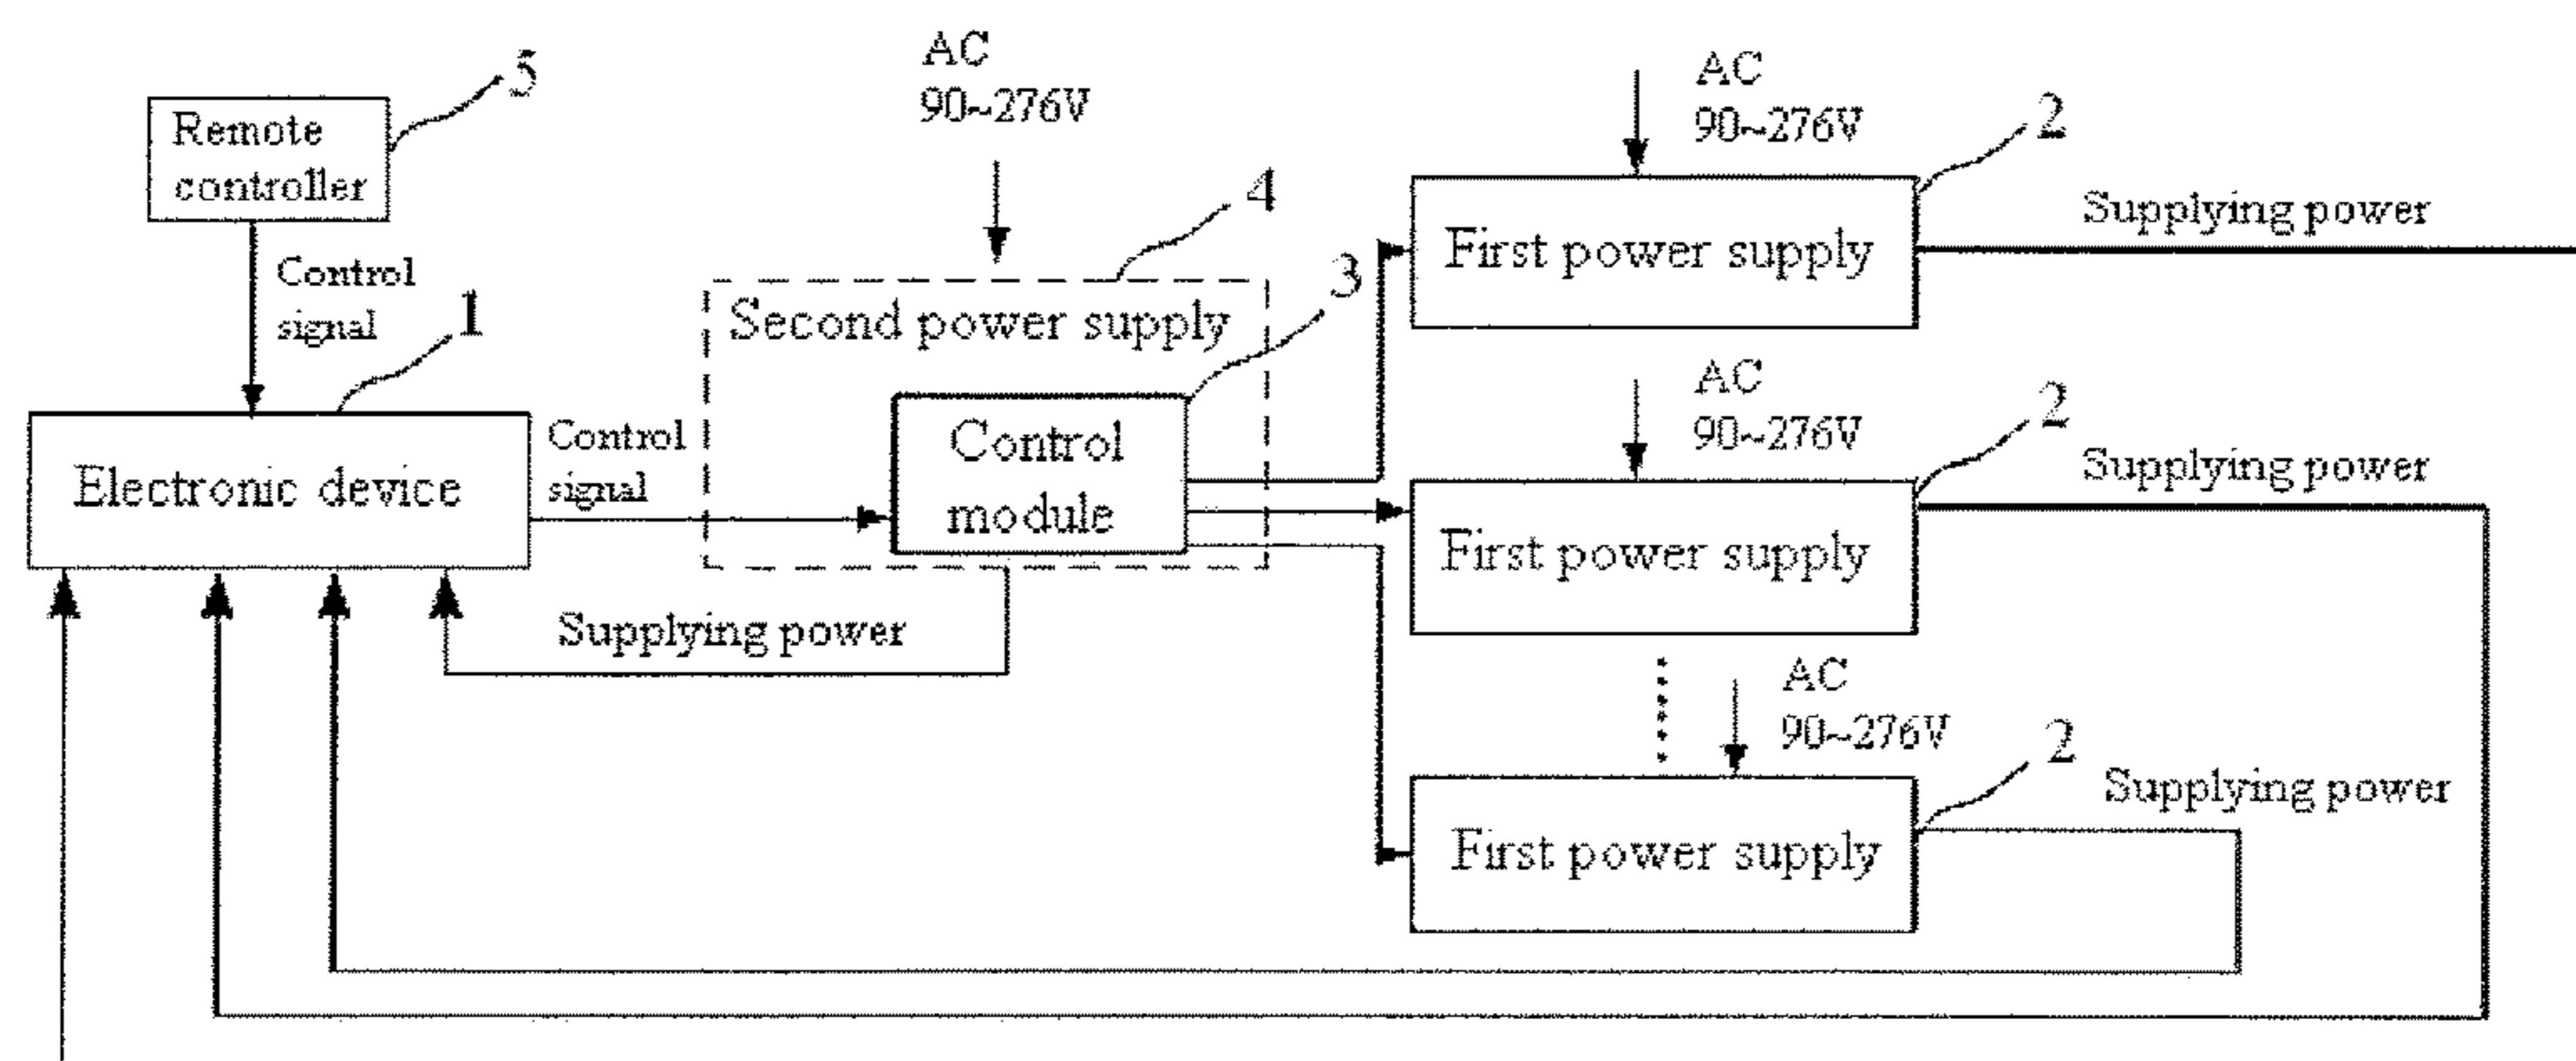 5
Remote
controller
Control
signal
1
Electronic device
Control
signal
AC
90~276V
4
Second power supply
3
Control
module
Supplying power
AC
90~276V
2
First power supply
Supplying power
AC
90~276V
2
First power supply
Supplying power
AC
90~276V
2
First power supply
Supplying power